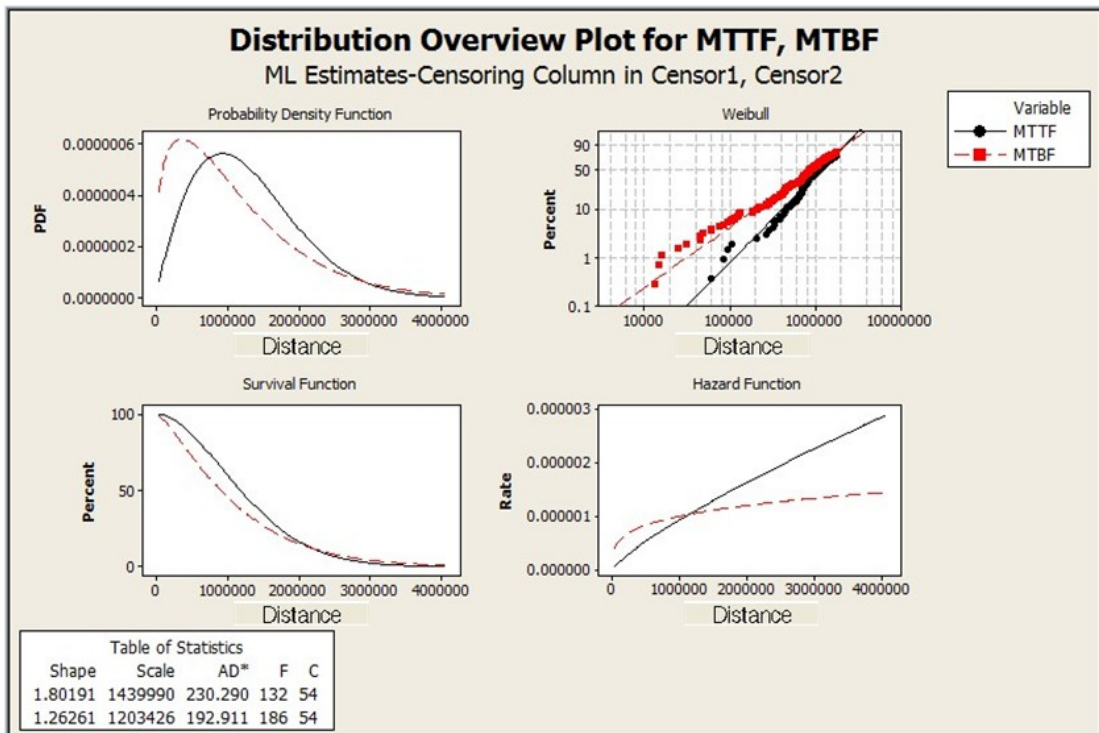 Distribution Overview Plot for MTTF, MTBF
ML Estimates-Censoring Column in Censor1, Censor2
Probability Density Function
PDF
0.0000006
0.0000004
0.0000002
0.0000000
0 1000000 2000000 3000000 4000000
Distance
Weibull
Percent
90
50
10
1
0.1
10000 100000 1000000 10000000
Distance
Variable
MTTF
MTBF
Survival Function
Percent
100
50
0
0 1000000 2000000 3000000 4000000
Distance
Hazard Function
Rate
0.000003
0.000002
0.000001
0.000000
0 1000000 2000000 3000000 4000000
Distance
Table of Statistics
Shape Scale AD* F C
1.80191 1439990 230.290 132 54
1.26261 1203426 192.911 186 54